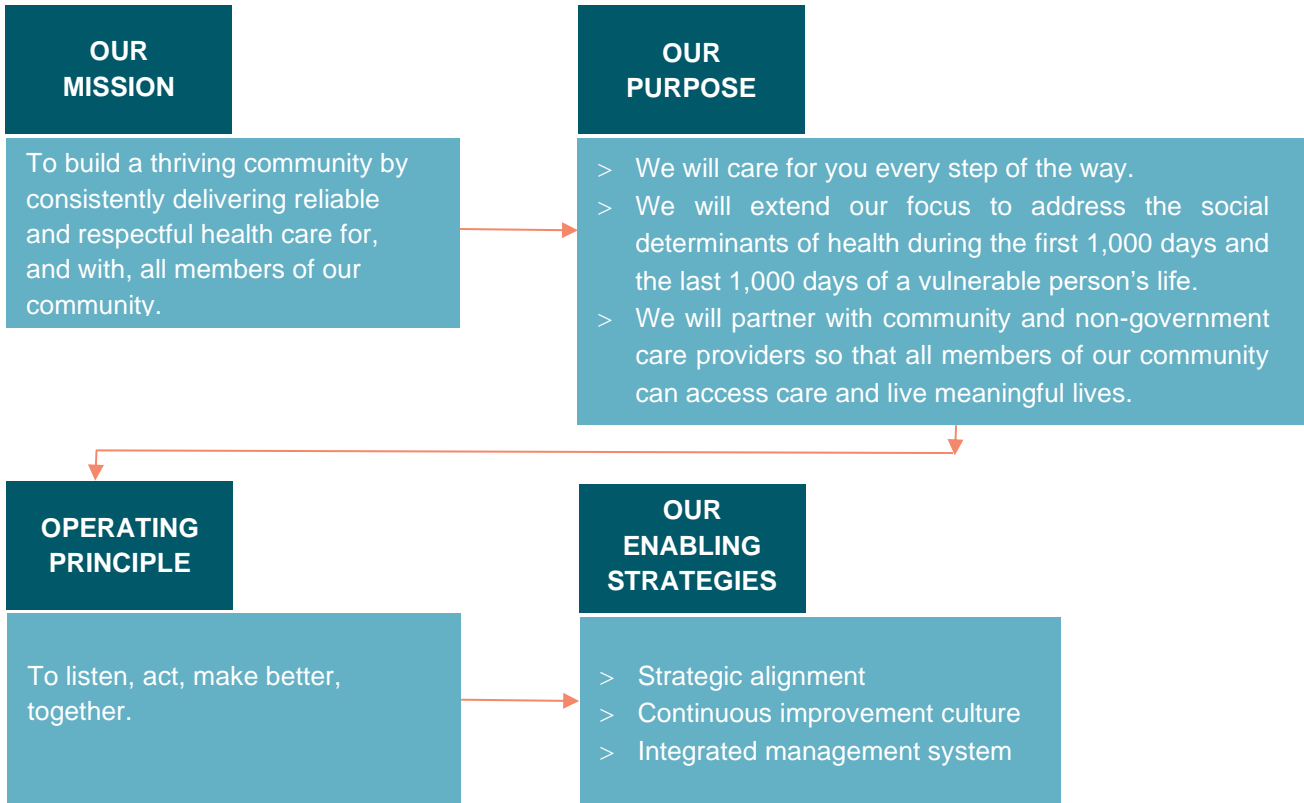 OUR
MISSION
To build a thriving community by
consistently delivering reliable
and respectful health care for,
and with, all members of our
community.
OUR
PURPOSE
> We will care for you every step of the way.
> We will extend our focus to address the social
determinants of health during the first 1,000 days and
the last 1,000 days of a vulnerable person’s life.
> We will partner with community and non-government
care providers so that all members of our community
can access care and live meaningful lives.
OPERATING
PRINCIPLE
To listen, act, make better,
together.
OUR
ENABLING
STRATEGIES
> Strategic alignment
> Continuous improvement culture
> Integrated management system